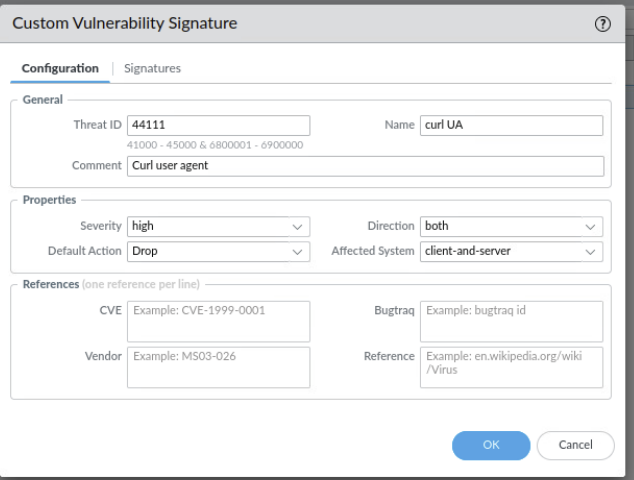 Custom Vulnerability Signature ?
Configuration | Signatures
General
Threat ID 44111 Name curl UA
41000 - 45000 & 6800001 - 6900000
Comment Curl user agent
Properties
Severity high Direction both
Default Action Drop Affected System client-and-server
References (one reference per line)
CVE Example: CVE-1999-0001 Bugtraq Example: bugtraq id
Vendor Example: MS03-026 Reference Example: en.wikipedia.org/wiki
/Virus
OK Cancel